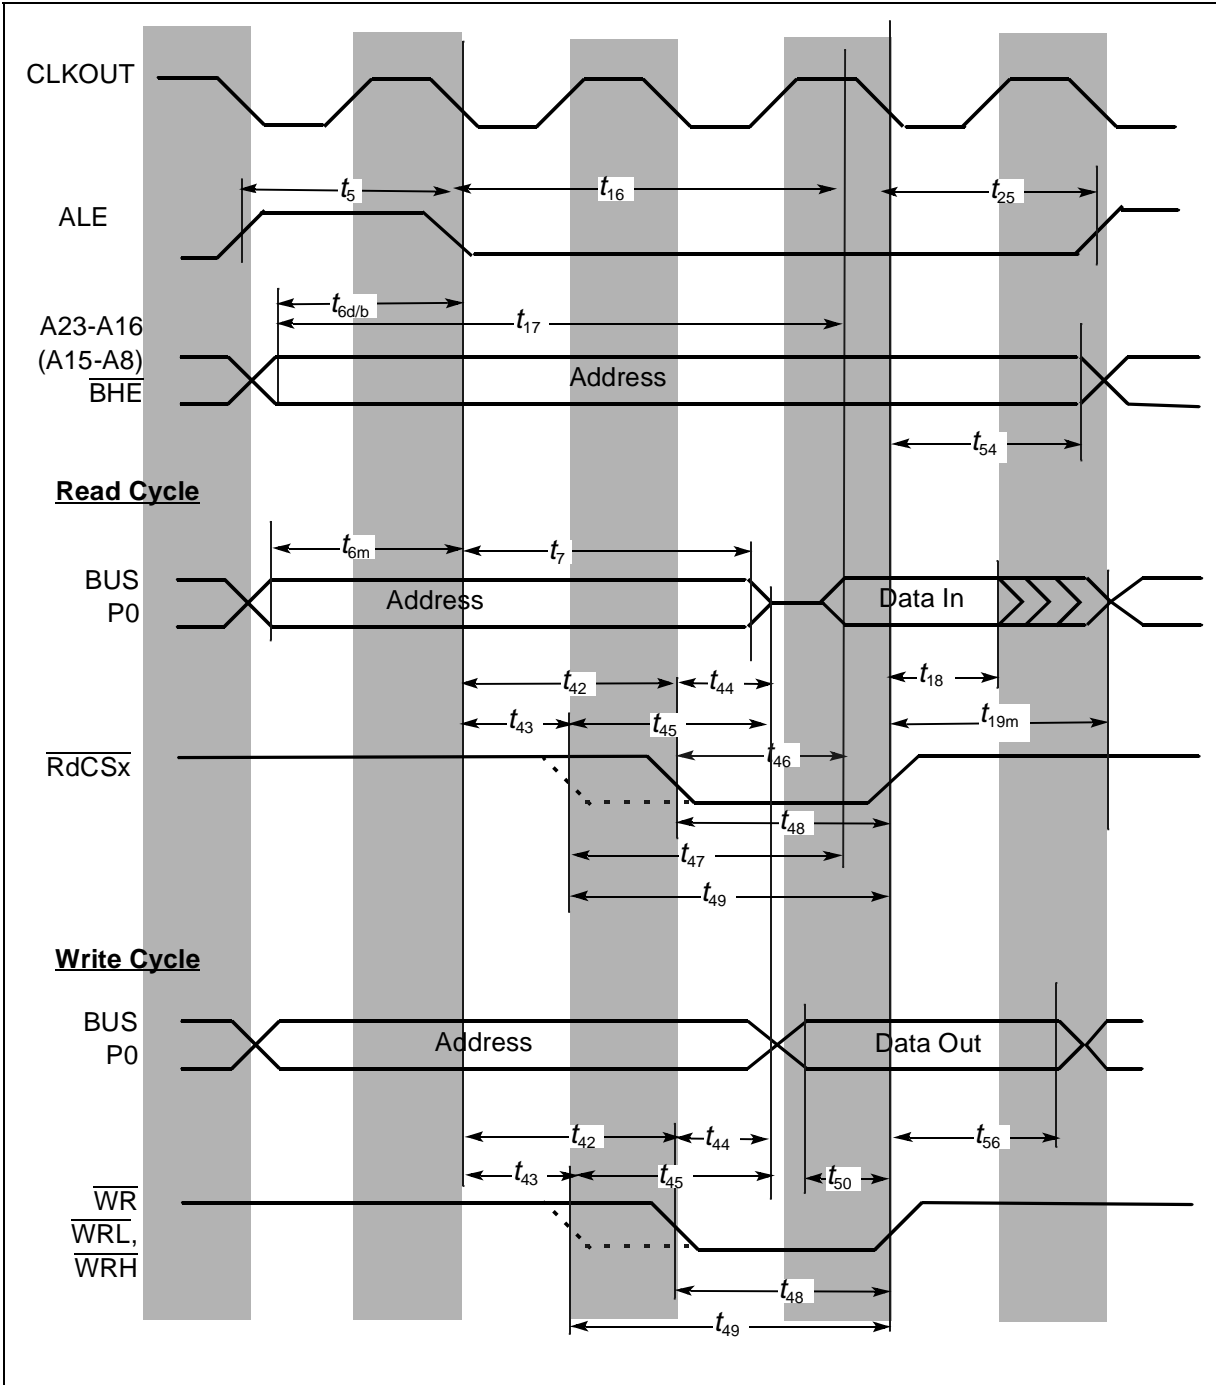 CLKOUT
t5
t16
t25
ALE
t6d/b
t17
A23-A16
(A15-A8)
BHE
Address
t54
Read Cycle
t6m
t7
BUS
P0
Address
Data In
t18
t42
t44
t19m
t43
t45
RdCSx
t46
t48
t47
t49
Write Cycle
BUS
P0
Address
Data Out
t42
t44
t56
t43
t45
t50
WR
WRL,
WRH
t48
t49